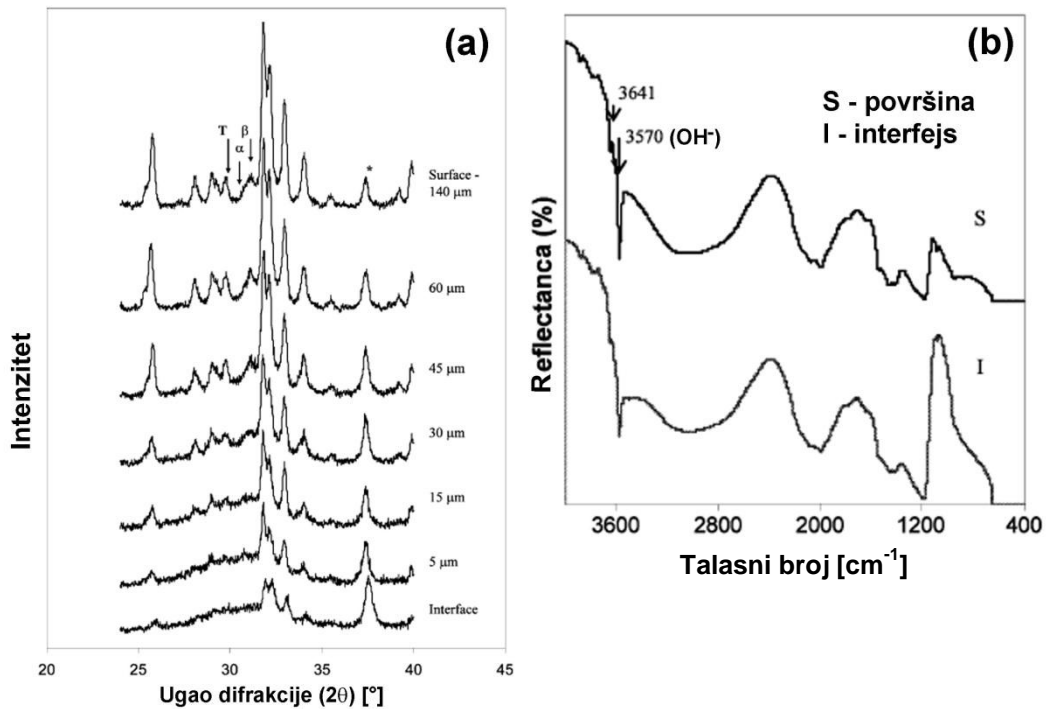 (a)
T
α
β
*
Surface -
140 μm
60 μm
45 μm
30 μm
15 μm
5 μm
Interface
Intenzitet
20 25 30 35 40 45
Ugao difrakcije (2θ) [°]
(b)
3641
3570 (OH⁻)
S - površina
I - interfejs
S
I
Reflectanca (%)
3600 2800 2000 1200 400
Talasni broj [cm⁻¹]